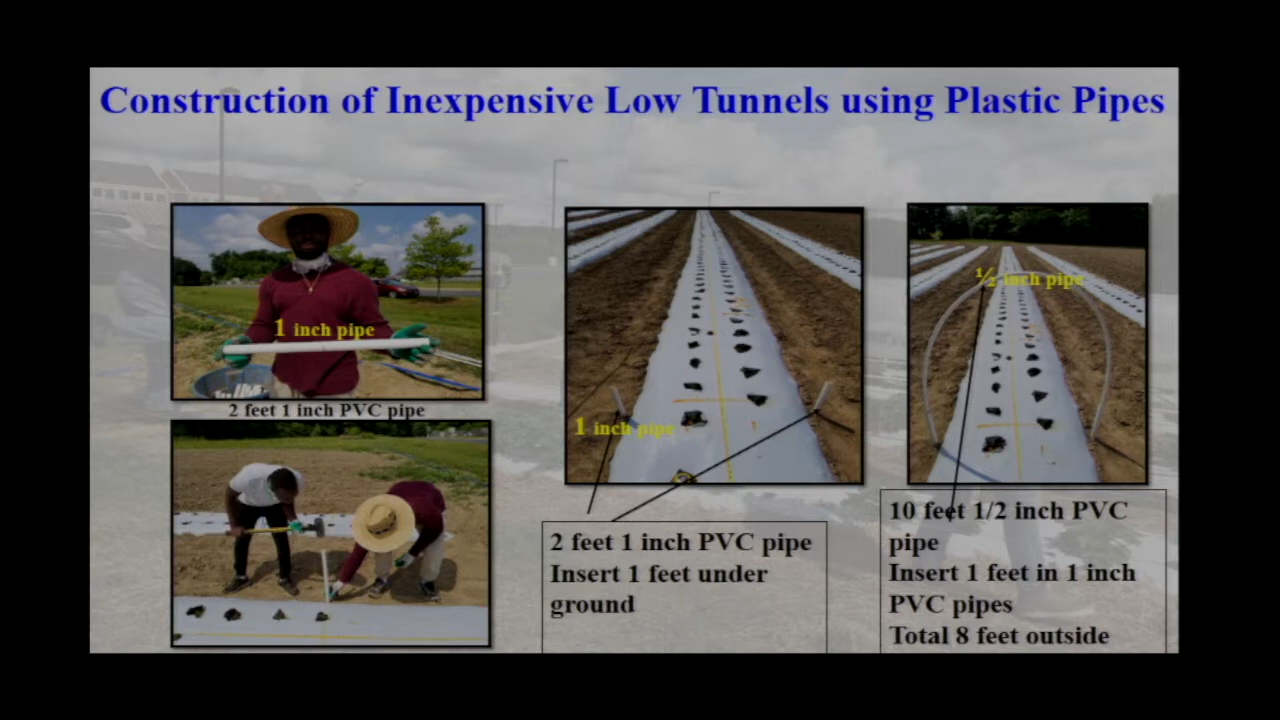 Construction of Inexpensive Low Tunnels using Plastic Pipes
1 inch pipe
2 feet 1 inch PVC pipe
1 inch pipe
2 feet 1 inch PVC pipe
Insert 1 feet under
ground
½ inch pipe
10 feet 1/2 inch PVC
pipe
Insert 1 feet in 1 inch
PVC pipes
Total 8 feet outside